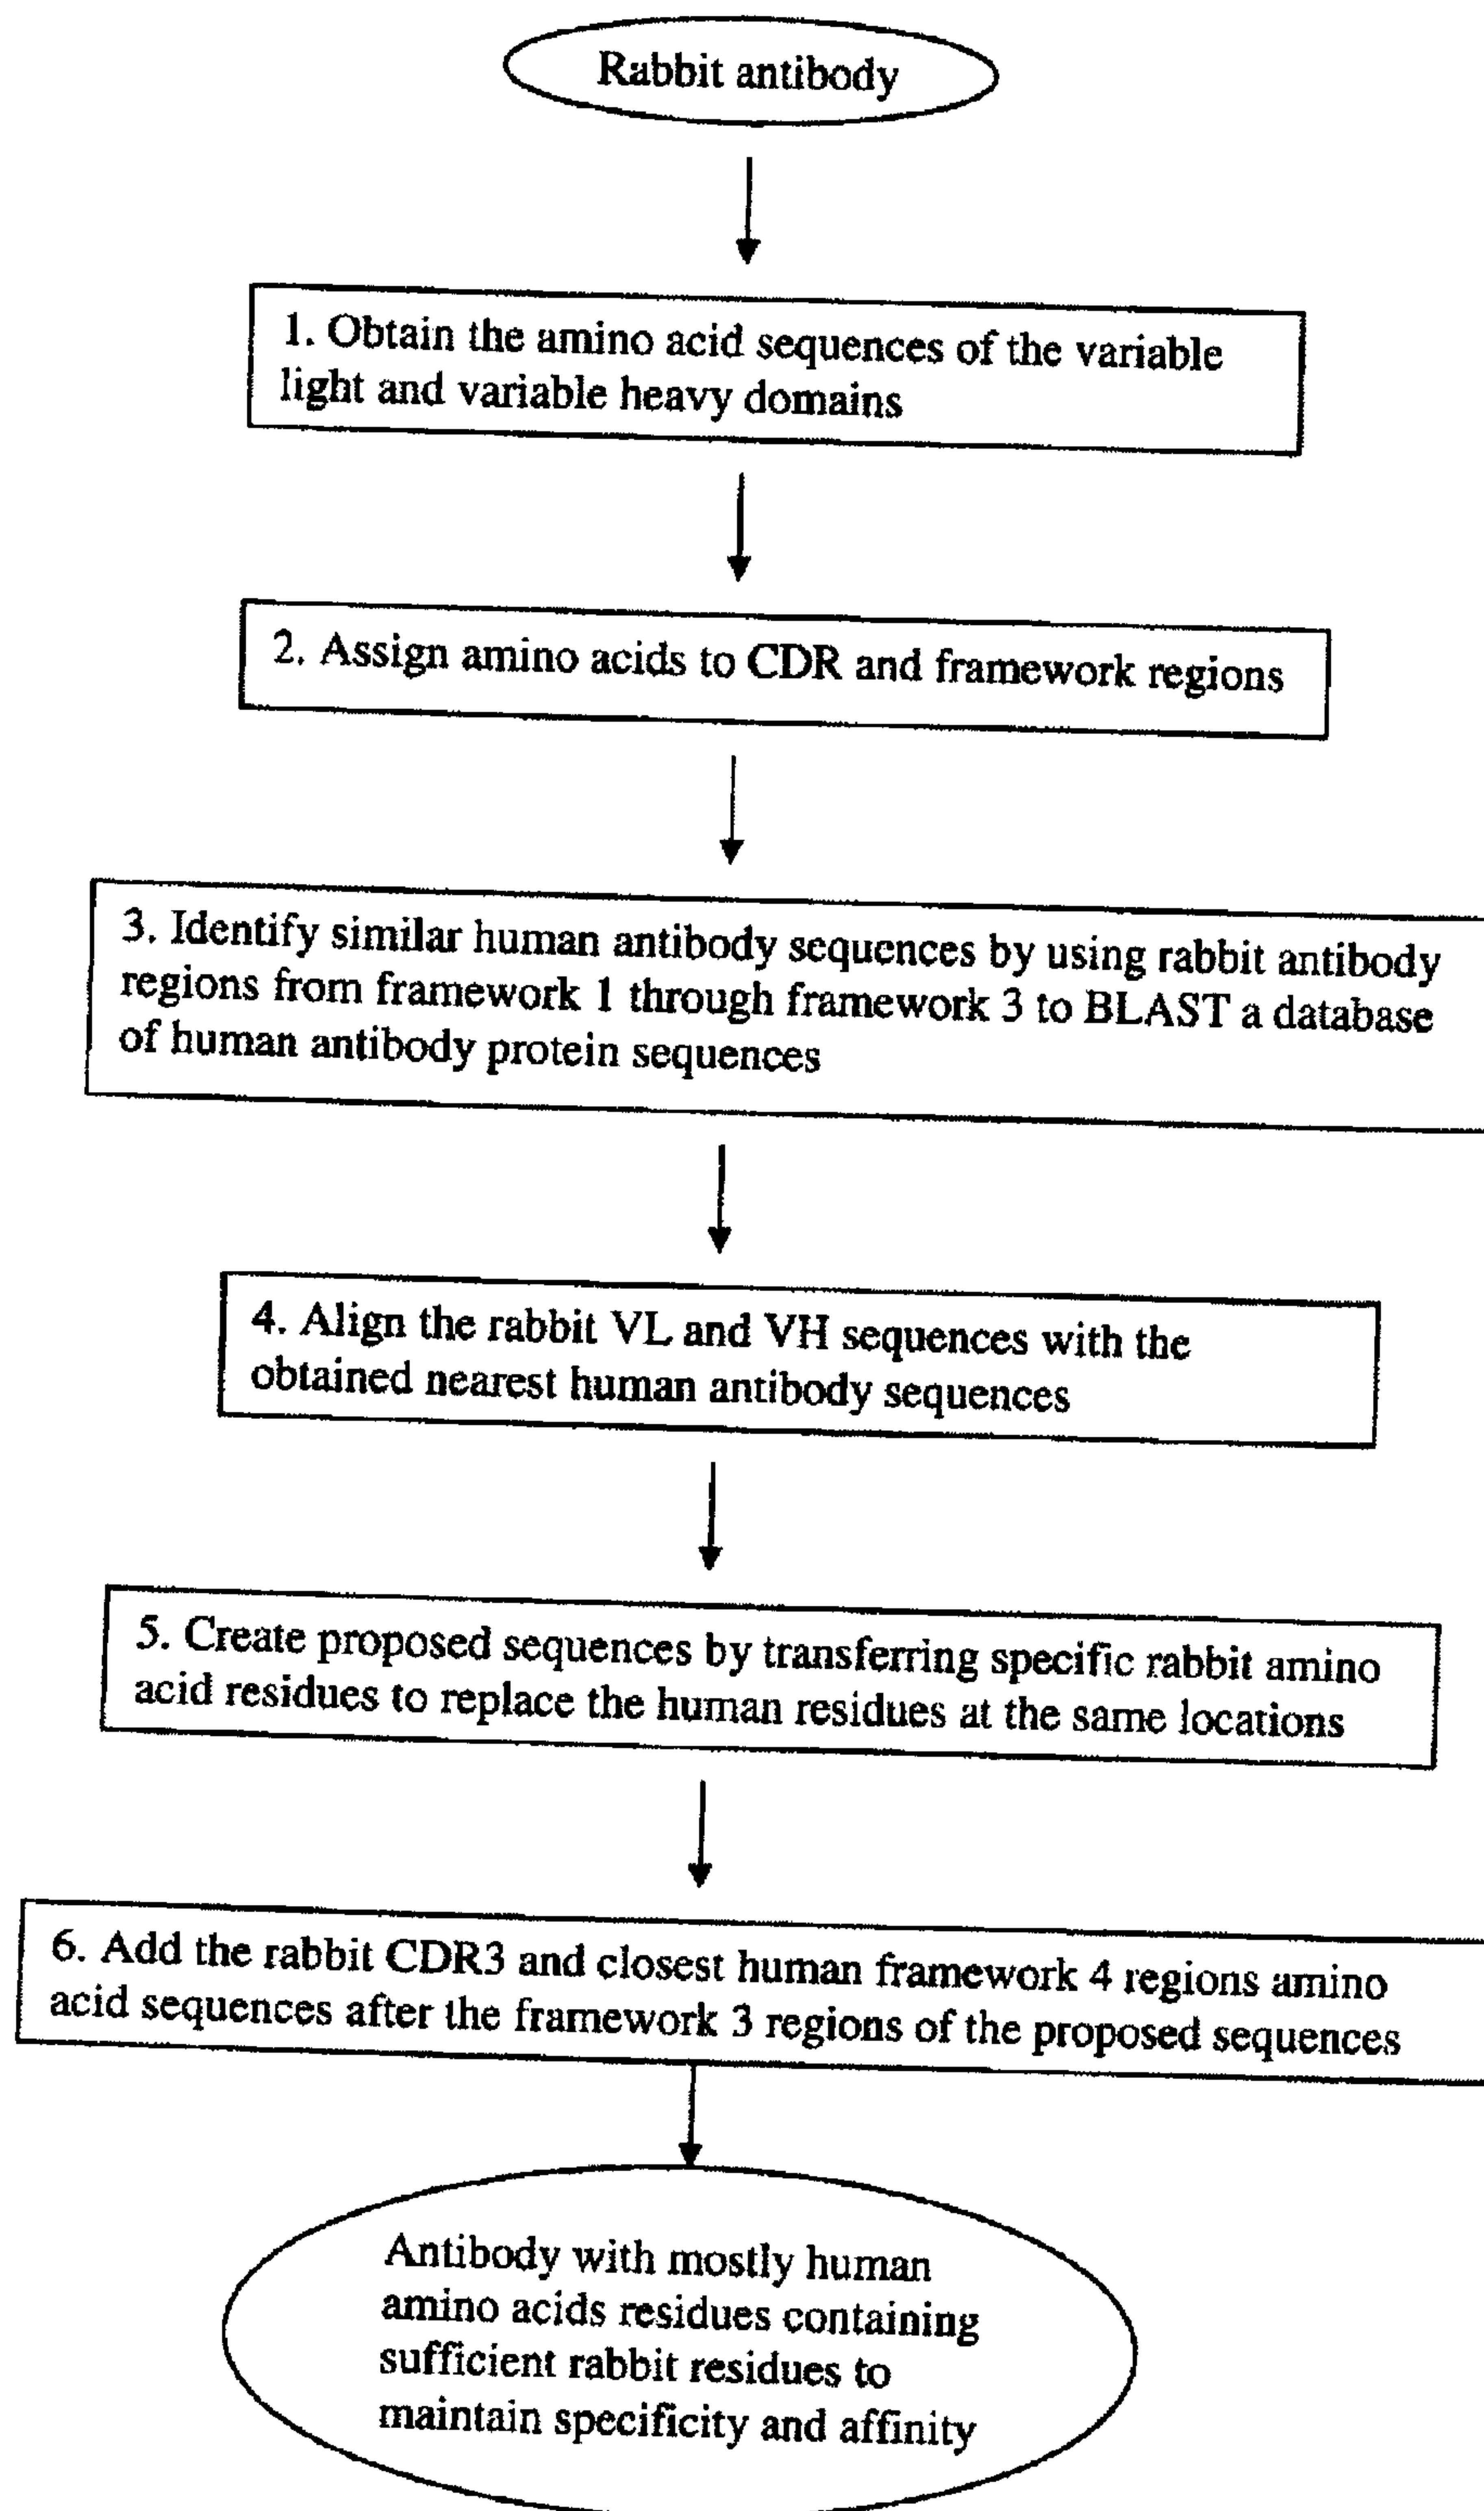 Rabbit antibody
1. Obtain the amino acid sequences of the variable
light and variable heavy domains
2. Assign amino acids to CDR and framework regions
3. Identify similar human antibody sequences by using rabbit antibody
regions from framework 1 through framework 3 to BLAST a database
of human antibody protein sequences
4. Align the rabbit VL and VH sequences with the
obtained nearest human antibody sequences
5. Create proposed sequences by transferring specific rabbit amino
acid residues to replace the human residues at the same locations
6. Add the rabbit CDR3 and closest human framework 4 regions amino
acid sequences after the framework 3 regions of the proposed sequences
Antibody with mostly human
amino acids residues containing
sufficient rabbit residues to
maintain specificity and affinity